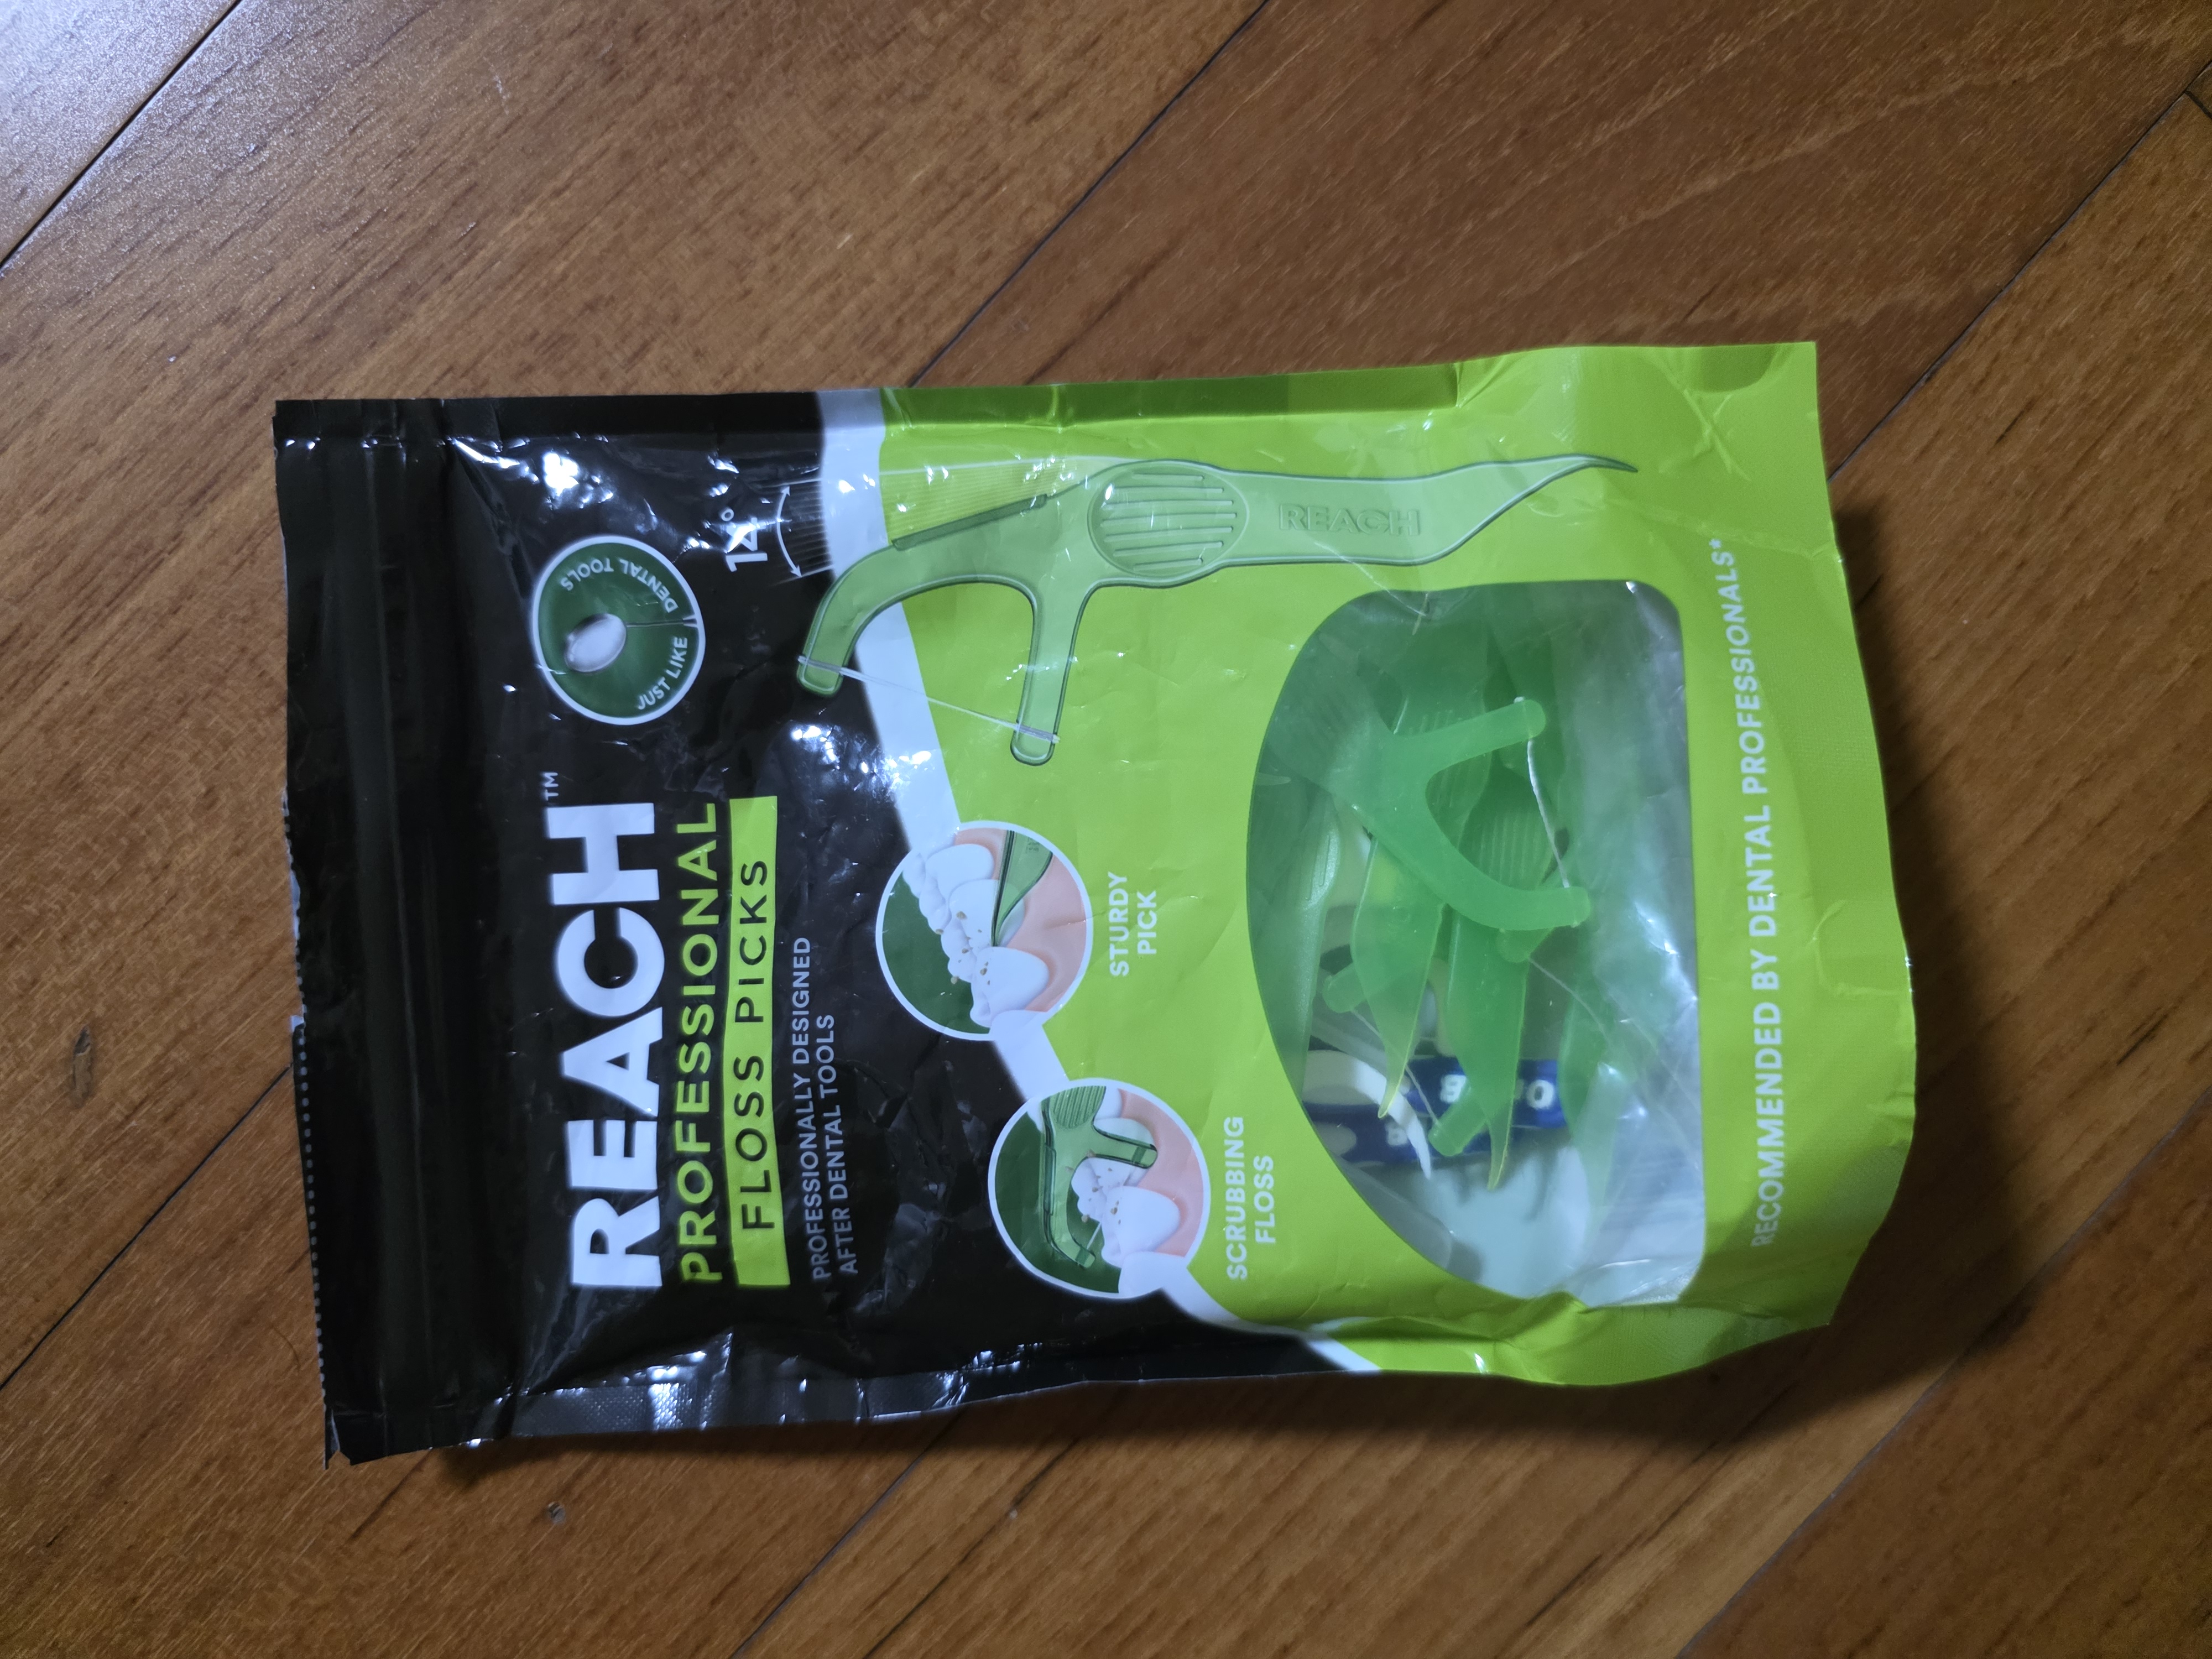 REACH™
PROFESSIONAL
FLOSS PICKS
PROFESSIONALLY DESIGNED
AFTER DENTAL TOOLS
JUST LIKE DENTAL TOOLS
14°
REACH
STURDY
PICK
SCRUBBING
FLOSS
RECOMMENDED BY DENTAL PROFESSIONALS*